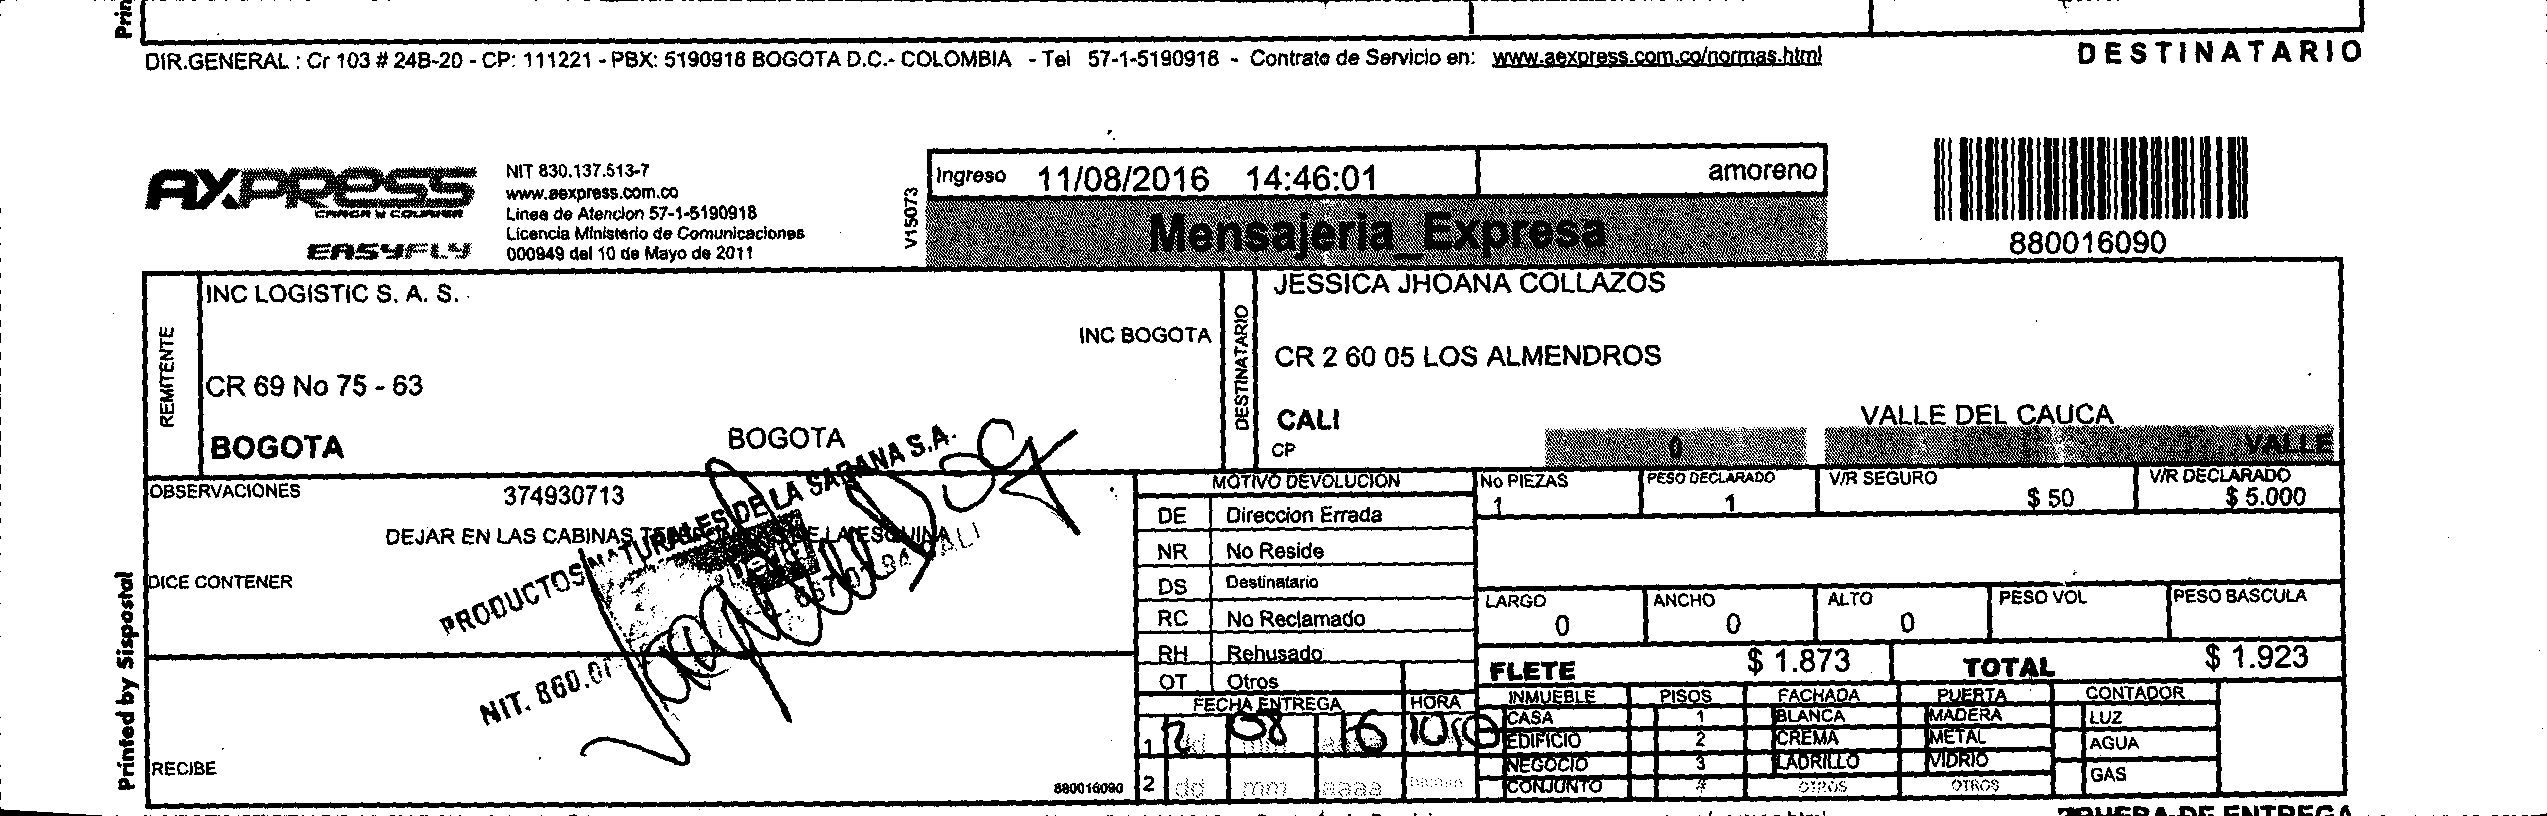 DIR.GENERAL : Cr 103 # 24B-20 - CP: 111221 - PBX: 5190918 BOGOTA D.C.- COLOMBIA - Tel 57-1-5190918 - Contrato de Servicio en: www.aexpress.com.co/normas.html
DESTINATARIO
AXPRESS
CARGA Y COURIER
EASYFLY
NIT 830.137.513-7
www.aexpress.com.co
Linea de Atencion 57-1-5190918
Licencia Ministerio de Comunicaciones
000949 del 10 de Mayo de 2011
V15073
Ingreso 11/08/2016 14:46:01 amoreno
Mensajeria_Expresa
880016090
REMITENTE
INC LOGISTIC S. A. S.
INC BOGOTA
CR 69 No 75 - 63
BOGOTA BOGOTA
DESTINATARIO
JESSICA JHOANA COLLAZOS
CR 2 60 05 LOS ALMENDROS
CALI VALLE DEL CAUCA
CP 0 VALLE
OBSERVACIONES 374930713
DEJAR EN LAS CABINAS
DICE CONTENER
PRODUCTOS NATURALES DE LA SABANA S.A.
NIT. 860.0
CALI
RECIBE
880016090
Printed by Sispostal
MOTIVO DEVOLUCION
DE Direccion Errada
NR No Reside
DS Destinatario
RC No Reclamado
RH Rehusado
OT Otros
FECHA ENTREGA HORA
1 12 08 16
2 dd mm aaaa
No PIEZAS PESO DECLARADO V/R SEGURO V/R DECLARADO
1 1 $ 50 $ 5.000
LARGO ANCHO ALTO PESO VOL PESO BASCULA
0 0 0
FLETE $ 1.873 TOTAL $ 1.923
INMUEBLE PISOS FACHADA PUERTA CONTADOR
CASA 1 BLANCA MADERA LUZ
EDIFICIO 2 CREMA METAL AGUA
NEGOCIO 3 LADRILLO VIDRIO GAS
CONJUNTO # OTROS OTROS
PRUEBA DE ENTREGA